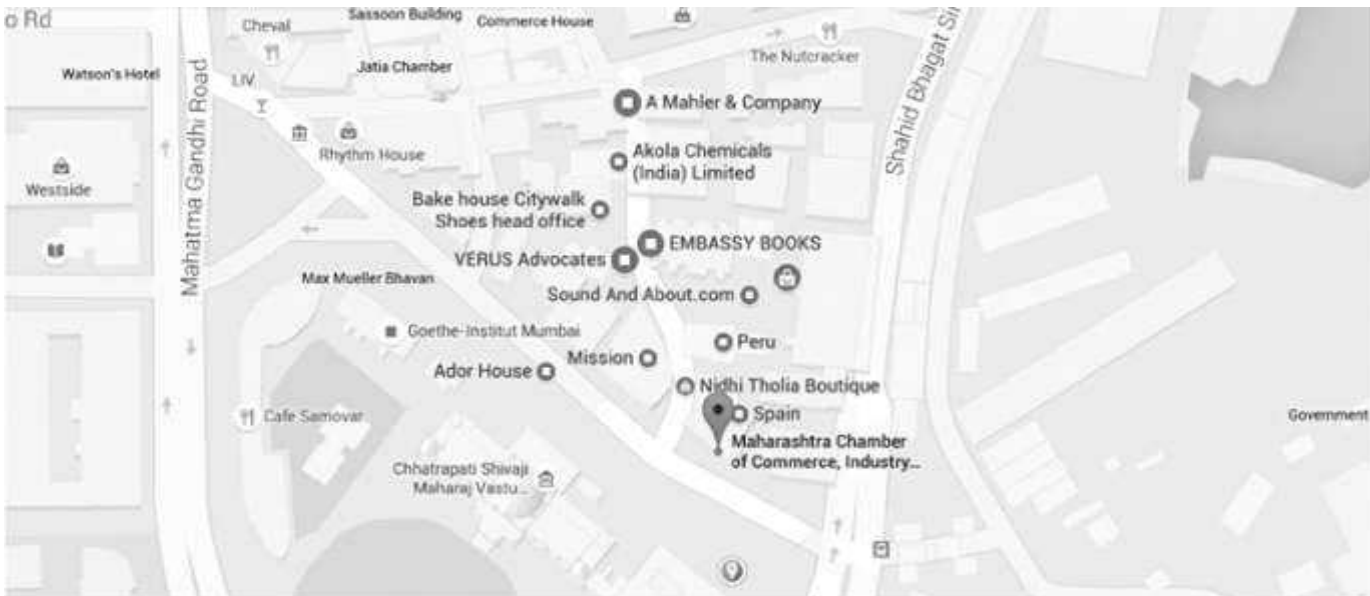 o Rd
Cheval
Sassoon Building
Commerce House
The Nutcracker
Watson's Hotel
LIV.
Jatia Chamber
Mahatma Gandhi Road
Shahid Bhagat Si
A Mahler & Company
Rhythm House
Akola Chemicals
(India) Limited
Westside
Bake house Citywalk
Shoes head office
EMBASSY BOOKS
VERUS Advocates
Max Mueller Bhavan
Sound And About.com
Goethe-Institut Mumbai
Peru
Mission
Ador House
Nidhi Tholia Boutique
Cafe Samovar
Spain
Government
Maharashtra Chamber
of Commerce, Industry...
Chhatrapati Shivaji
Maharaj Vastu...